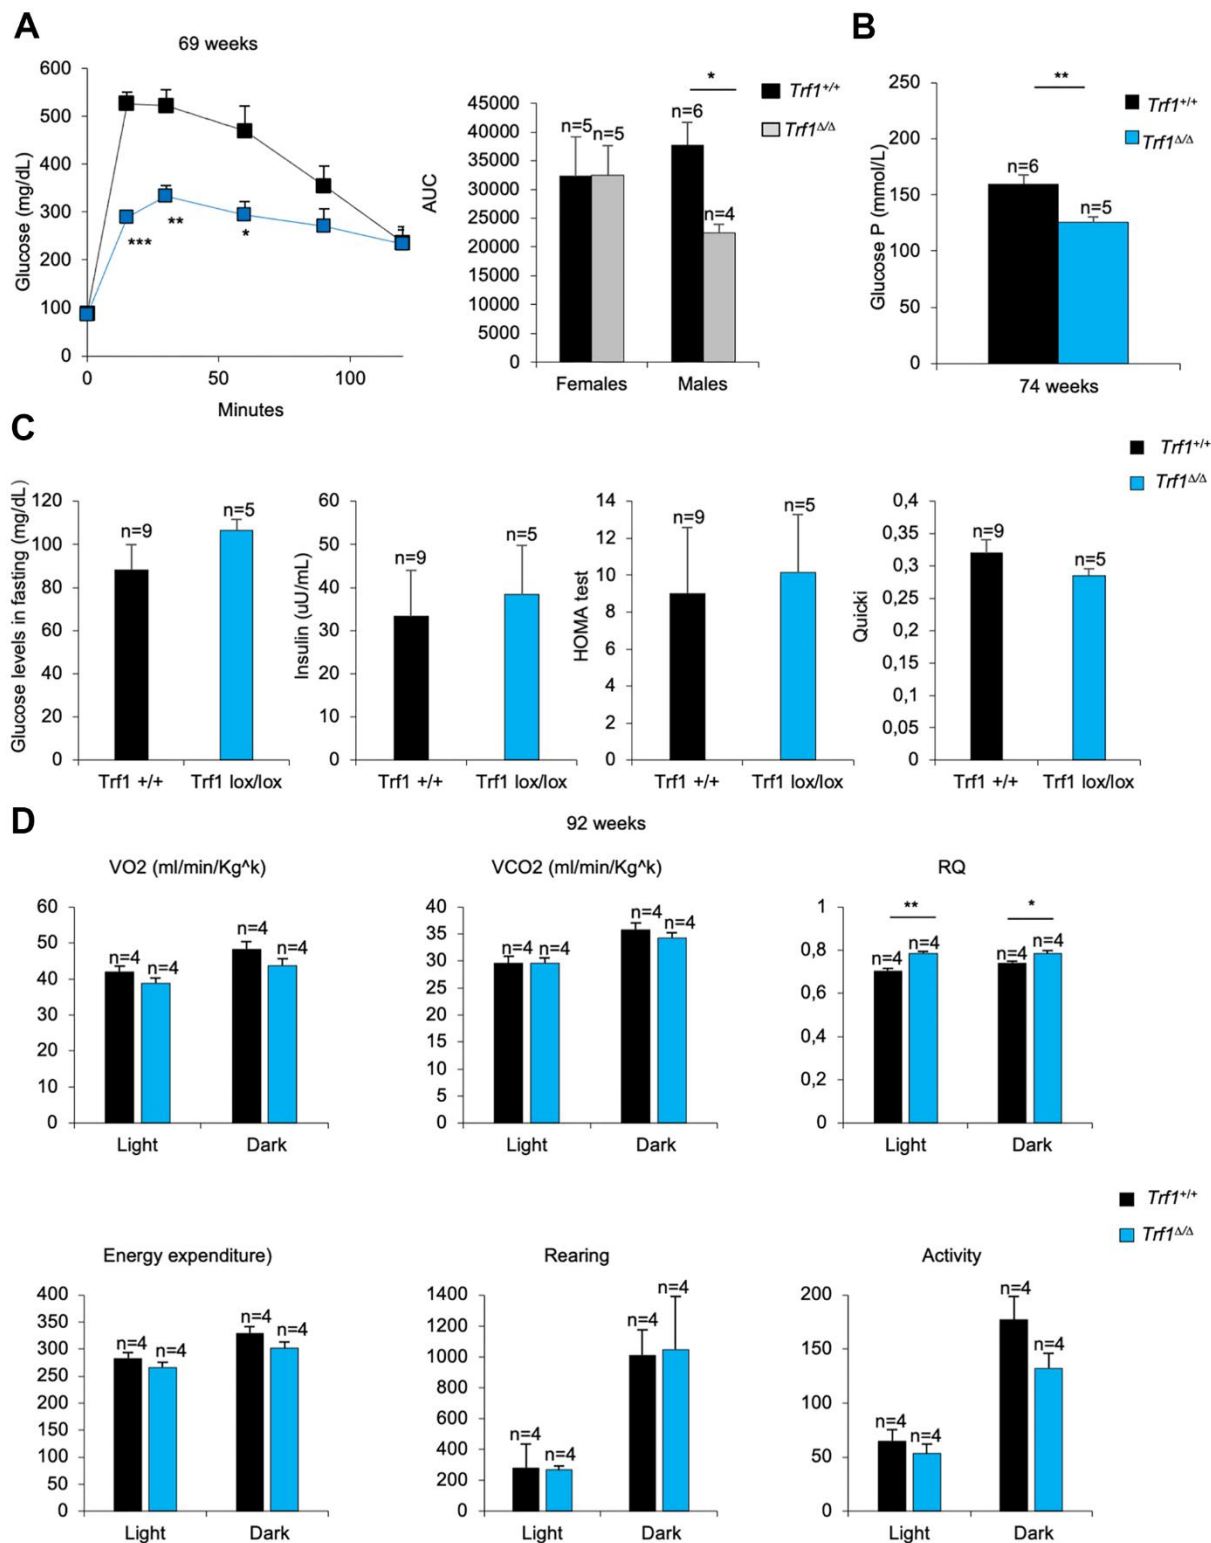 A
69 weeks
Glucose (mg/dL)
600
500
400
300
200
100
0
***
**
*
0
50
100
Minutes
AUC
45000
40000
35000
30000
25000
20000
15000
10000
5000
0
n=5
n=5
n=6
n=4
*
Females
Males
Trf1+/+
Trf1Δ/Δ
B
Glucose P (mmol/L)
250
200
150
100
50
0
n=6
n=5
**
74 weeks
Trf1+/+
Trf1Δ/Δ
C
Trf1+/+
Trf1Δ/Δ
Glucose levels in fasting (mg/dL)
120
100
80
60
40
20
0
n=9
n=5
Trf1 +/+
Trf1 lox/lox
Insulin (uU/mL)
60
50
40
30
20
10
0
n=9
n=5
Trf1 +/+
Trf1 lox/lox
HOMA test
14
12
10
8
6
4
2
0
n=9
n=5
Trf1 +/+
Trf1 lox/lox
Quicki
0,4
0,35
0,3
0,25
0,2
0,15
0,1
0,05
0
n=9
n=5
Trf1 +/+
Trf1 lox/lox
D
92 weeks
VO2 (ml/min/Kg^k)
60
50
40
30
20
10
0
n=4
n=4
n=4
n=4
Light
Dark
VCO2 (ml/min/Kg^k)
40
35
30
25
20
15
10
5
0
n=4
n=4
n=4
n=4
Light
Dark
RQ
1
0,8
0,6
0,4
0,2
0
**
*
n=4
n=4
n=4
n=4
Light
Dark
Trf1+/+
Trf1Δ/Δ
Energy expenditure)
400
350
300
250
200
150
100
50
0
n=4
n=4
n=4
n=4
Light
Dark
Rearing
1400
1200
1000
800
600
400
200
0
n=4
n=4
n=4
n=4
Light
Dark
Activity
200
150
100
50
0
n=4
n=4
n=4
n=4
Light
Dark